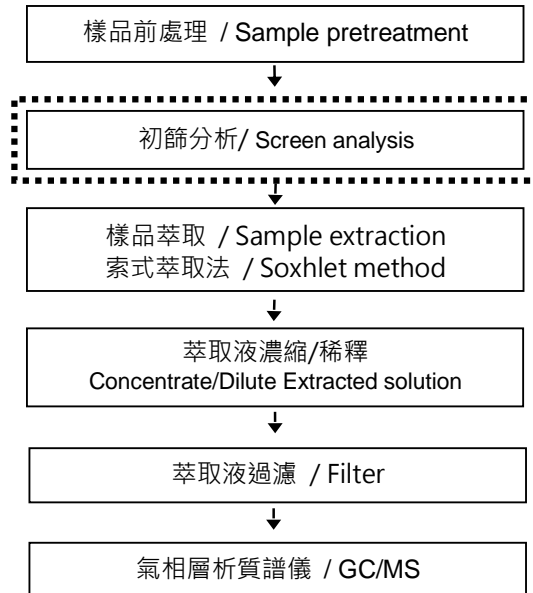 樣品前處理 / Sample pretreatment
初篩分析/ Screen analysis
樣品萃取 / Sample extraction
索式萃取法 / Soxhlet method
萃取液濃縮/稀釋
Concentrate/Dilute Extracted solution
萃取液過濾 / Filter
氣相層析質譜儀 / GC/MS